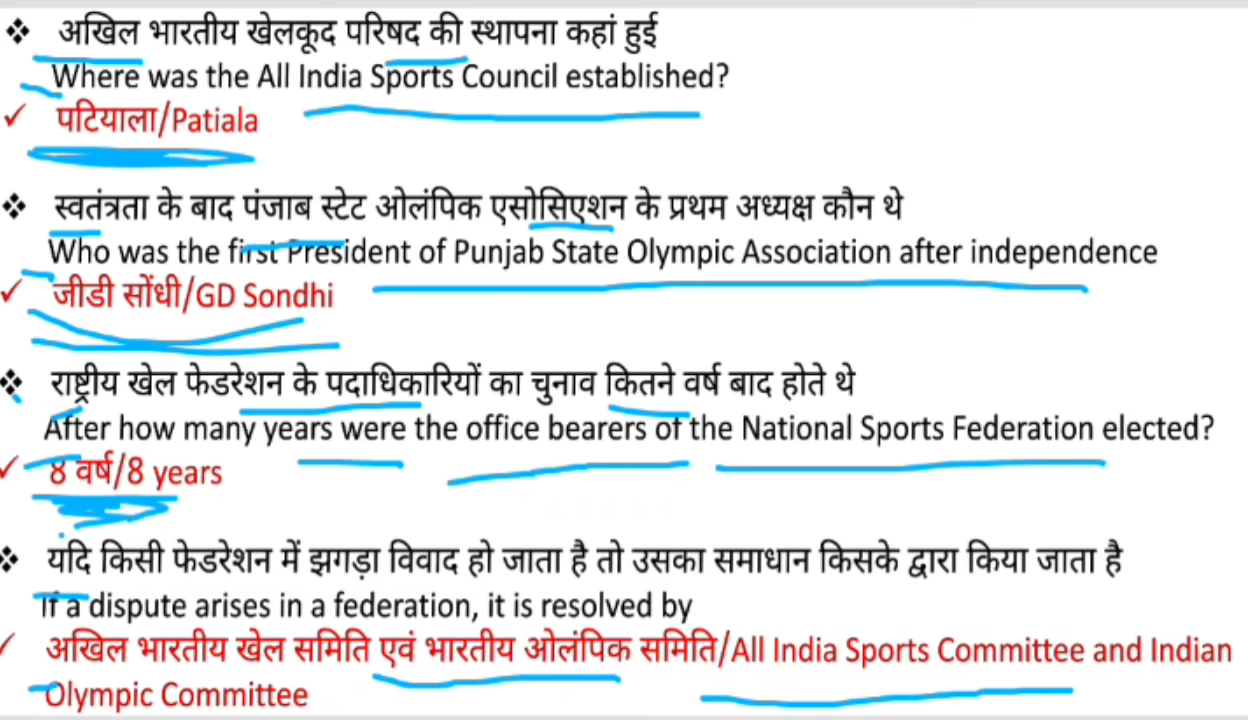 ❖ अखिल भारतीय खेलकूद परिषद की स्थापना कहां हुई
Where was the All India Sports Council established?
✓ पटियाला/Patiala
❖ स्वतंत्रता के बाद पंजाब स्टेट ओलंपिक एसोसिएशन के प्रथम अध्यक्ष कौन थे
Who was the first President of Punjab State Olympic Association after independence
✓ जीडी सोंधी/GD Sondhi
❖ राष्ट्रीय खेल फेडरेशन के पदाधिकारियों का चुनाव कितने वर्ष बाद होते थे
After how many years were the office bearers of the National Sports Federation elected?
✓ 8 वर्ष/8 years
❖ यदि किसी फेडरेशन में झगड़ा विवाद हो जाता है तो उसका समाधान किसके द्वारा किया जाता है
If a dispute arises in a federation, it is resolved by
✓ अखिल भारतीय खेल समिति एवं भारतीय ओलंपिक समिति/All India Sports Committee and Indian
Olympic Committee